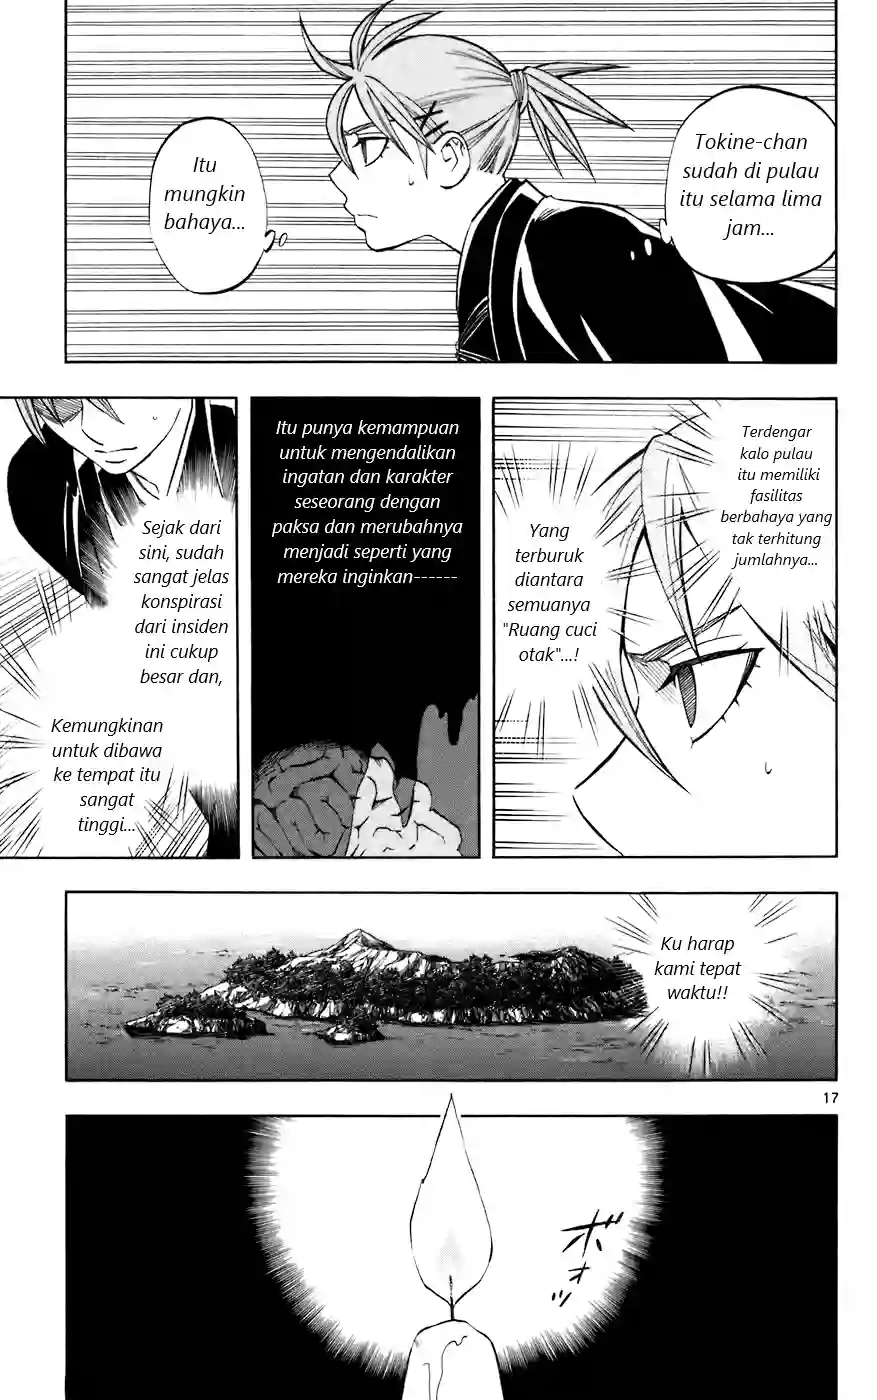 Tokine-chan
sudah di pulau
itu selama lima
jam...
Itu
mungkin
bahaya...
Terdengar
kalo pulau
itu memiliki
fasilitas
berbahaya yang
tak terhitung
jumlahnya...
Yang
terburuk
diantara
semuanya
"Ruang cuci
otak"...!
Itu punya kemampuan
untuk mengendalikan
ingatan dan karakter
seseorang dengan
paksa dan merubahnya
menjadi seperti yang
mereka inginkan------
Sejak dari
sini, sudah
sangat jelas
konspirasi
dari insiden
ini cukup
besar dan,
Kemungkinan
untuk dibawa
ke tempat itu
sangat
tinggi...
Ku harap
kami tepat
waktu!!
17
ボォッ